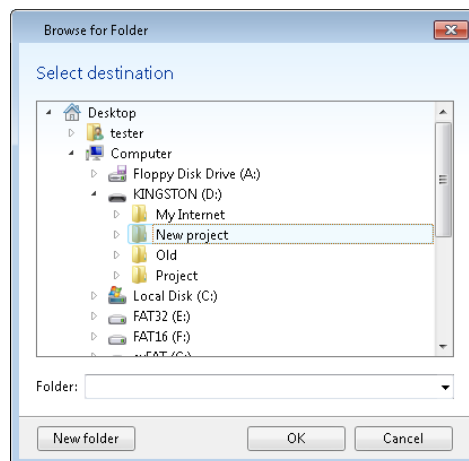 Browse for Folder
Select destination
Desktop
tester
Computer
Floppy Disk Drive (A:)
KINGSTON (D:)
My Internet
New project
Old
Project
Local Disk (C:)
FAT32 (E:)
FAT16 (F:)
Folder:
New folder OK Cancel